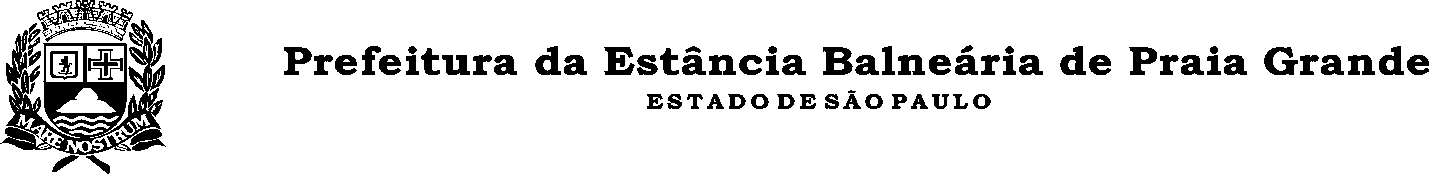 Prefeitura da Estância Balneária de Praia Grande
ESTADO DE SÃO PAULO
MARE NOSTRUM